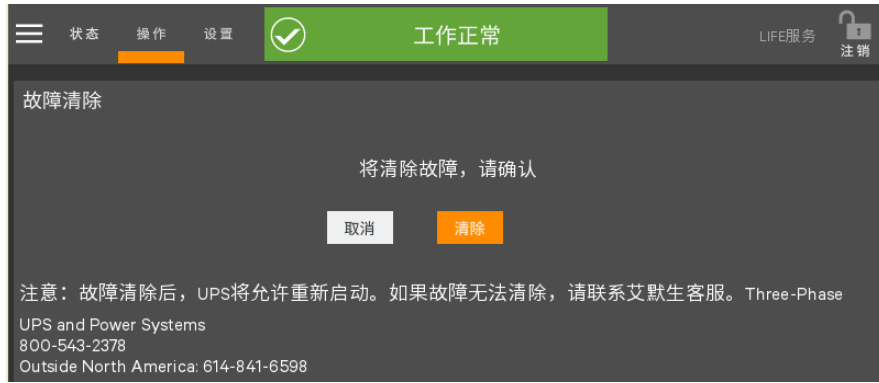 状态 操作 设置 工作正常 LIFE服务 注销
故障清除
将清除故障，请确认
取消 清除
注意：故障清除后，UPS将允许重新启动。如果故障无法清除，请联系艾默生客服。Three-Phase
UPS and Power Systems
800-543-2378
Outside North America: 614-841-6598